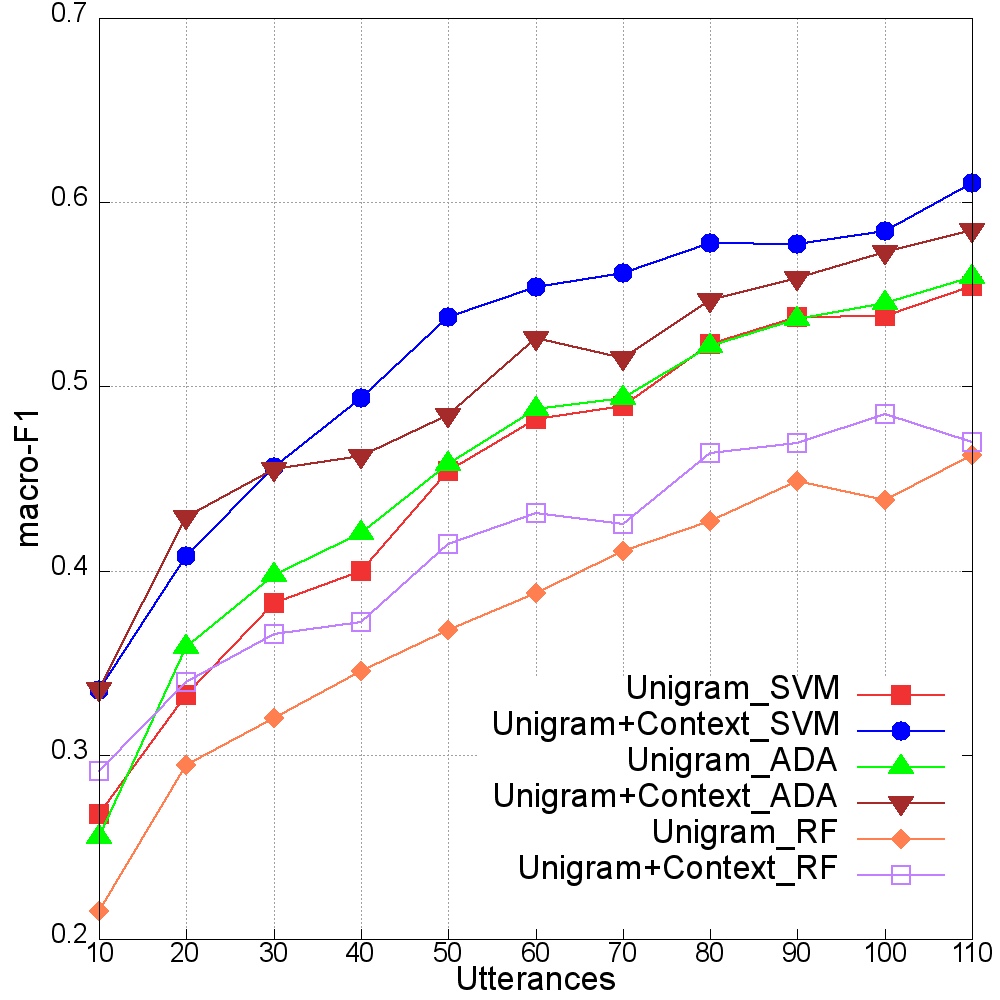 0.7
0.6
0.5
0.4
0.3
0.2
macro-F1
Unigram_SVM
Unigram+Context_SVM
Unigram_ADA
Unigram+Context_ADA
Unigram_RF
Unigram+Context_RF
10 20 30 40 50 60 70 80 90 100 110
Utterances